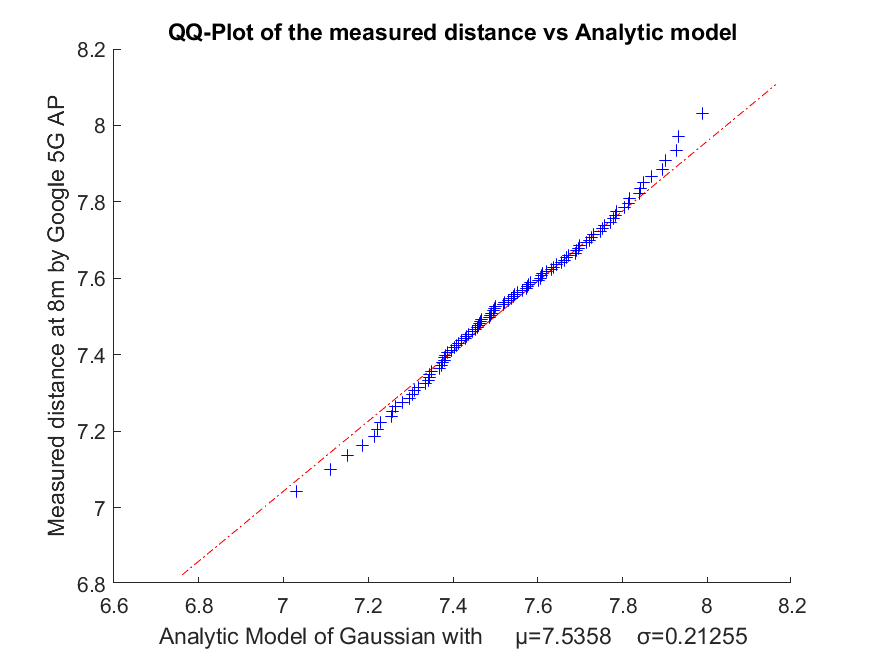 QQ-Plot of the measured distance vs Analytic model
Measured distance at 8m by Google 5G AP
8.2
8
7.8
7.6
7.4
7.2
7
6.8
6.6 6.8 7 7.2 7.4 7.6 7.8 8 8.2
Analytic Model of Gaussian with μ=7.5358 σ=0.21255